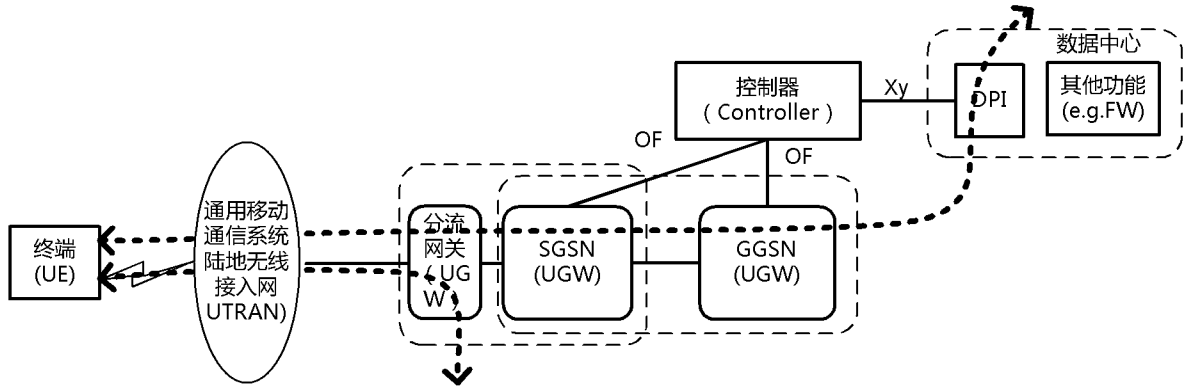 终端
(UE)
通用移动
通信系统
陆地无线
接入网
UTRAN)
分流
网关
( UG
W )
SGSN
(UGW)
GGSN
(UGW)
OF
OF
控制器
( Controller )
Xy
数据中心
DPI
其他功能
(e.g.FW)